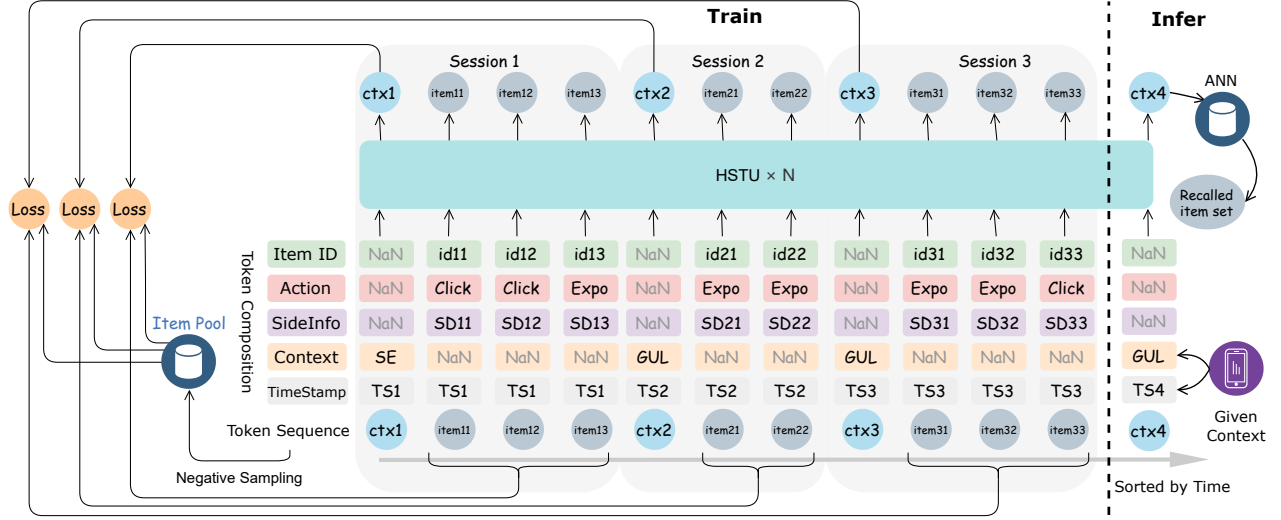 Train
Infer
Session 1
Session 2
Session 3
ctx1 item11 item12 item13 ctx2 item21 item22 ctx3 item31 item32 item33 ctx4
ANN
HSTU × N
Recalled
item set
Loss Loss Loss
Token Composition
Item ID NaN id11 id12 id13 NaN id21 id22 NaN id31 id32 id33 NaN
Action NaN Click Click Expo NaN Expo Expo NaN Expo Expo Click NaN
Item Pool
SideInfo NaN SD11 SD12 SD13 NaN SD21 SD22 NaN SD31 SD32 SD33 NaN
Context SE NaN NaN NaN GUL NaN NaN GUL NaN NaN NaN GUL
TimeStamp TS1 TS1 TS1 TS1 TS2 TS2 TS2 TS3 TS3 TS3 TS3 TS4
Token Sequence ctx1 item11 item12 item13 ctx2 item21 item22 ctx3 item31 item32 item33 ctx4
Given
Context
Negative Sampling
Sorted by Time